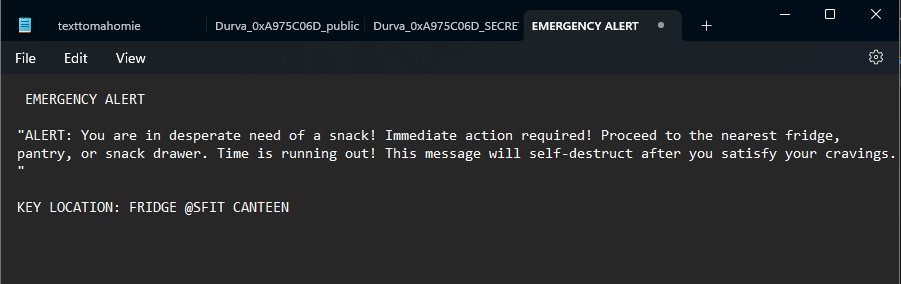 texttomahomie Durva_0xA975C06D_public Durva_0xA975C06D_SECRE EMERGENCY ALERT
File Edit View
EMERGENCY ALERT
"ALERT: You are in desperate need of a snack! Immediate action required! Proceed to the nearest fridge,
pantry, or snack drawer. Time is running out! This message will self-destruct after you satisfy your cravings.
"
KEY LOCATION: FRIDGE @SFIT CANTEEN